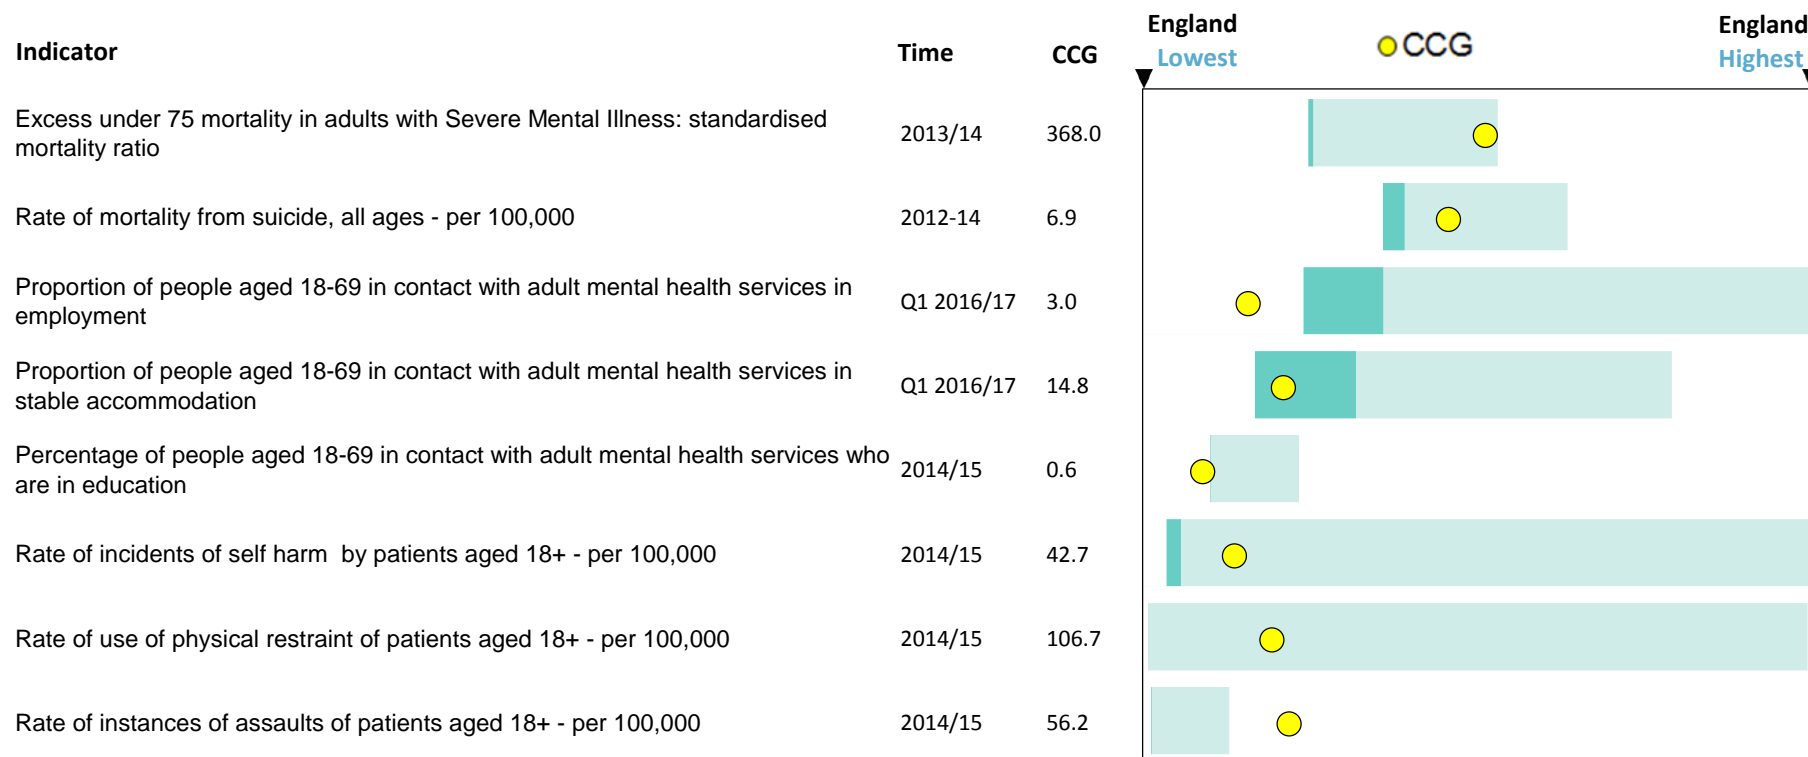 Indicator Time CCG England Lowest CCG England Highest
Excess under 75 mortality in adults with Severe Mental Illness: standardised
mortality ratio
2013/14 368.0
Rate of mortality from suicide, all ages - per 100,000 2012-14 6.9
Proportion of people aged 18-69 in contact with adult mental health services in
employment
Q1 2016/17 3.0
Proportion of people aged 18-69 in contact with adult mental health services in
stable accommodation
Q1 2016/17 14.8
Percentage of people aged 18-69 in contact with adult mental health services who
are in education
2014/15 0.6
Rate of incidents of self harm  by patients aged 18+ - per 100,000 2014/15 42.7
Rate of use of physical restraint of patients aged 18+ - per 100,000 2014/15 106.7
Rate of instances of assaults of patients aged 18+ - per 100,000 2014/15 56.2